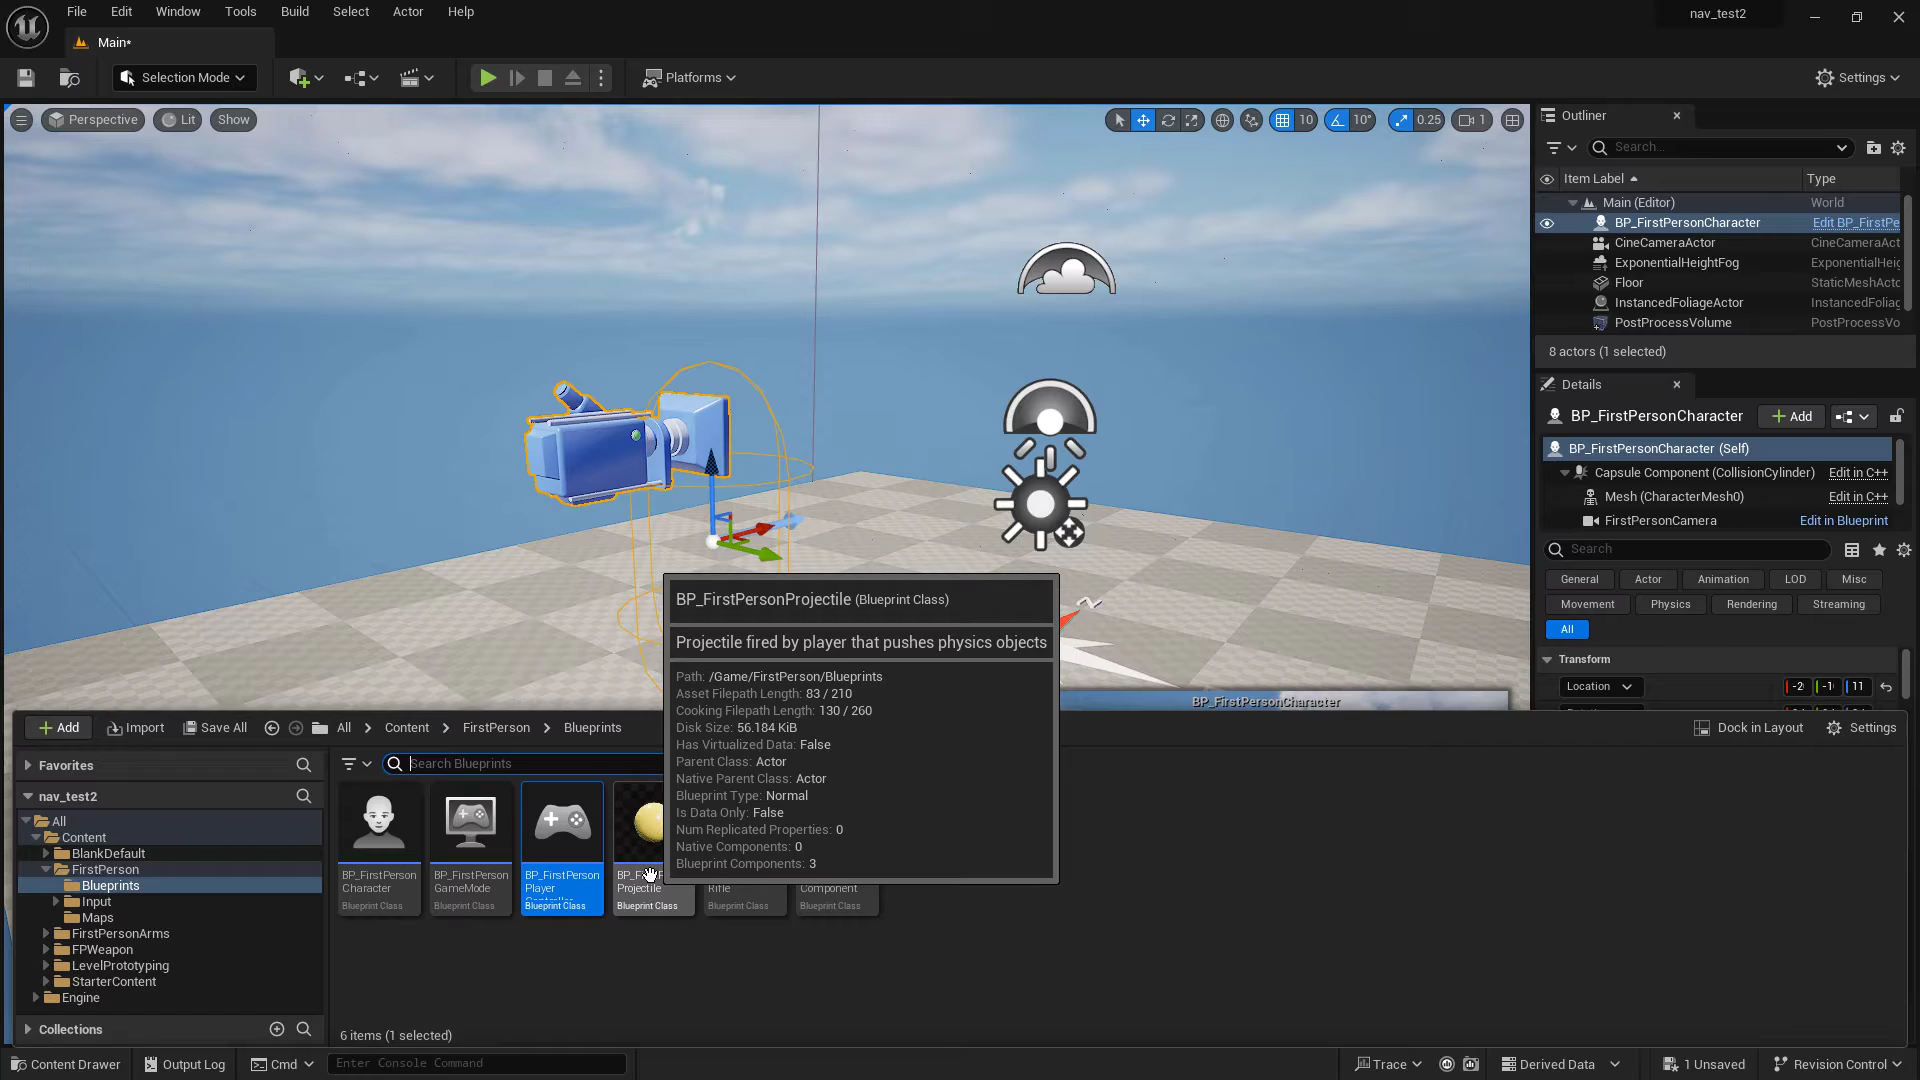 File Edit Window Tools Build Select Actor Help
nav_test2
Main*
Selection Mode
Platforms
Settings
Perspective
Lit
Show
10
10°
0.25
1
Outliner
Search...
Item Label
Type
Main (Editor)
World
BP_FirstPersonCharacter
Edit BP_FirstPe
CineCameraActor
CineCameraAct
ExponentialHeightFog
ExponentialHeig
Floor
StaticMeshActo
InstancedFoliageActor
InstancedFoliag
PostProcessVolume
PostProcessVo
8 actors (1 selected)
Details
BP_FirstPersonCharacter
Add
BP_FirstPersonCharacter (Self)
Capsule Component (CollisionCylinder)
Edit in C++
Mesh (CharacterMesh0)
Edit in C++
FirstPersonCamera
Edit in Blueprint
Search
General
Actor
Animation
LOD
Misc
Movement
Physics
Rendering
Streaming
All
Transform
Location
BP_FirstPersonProjectile (Blueprint Class)
Projectile fired by player that pushes physics objects
Path: /Game/FirstPerson/Blueprints
Asset Filepath Length: 83 / 210
Cooking Filepath Length: 130 / 260
Disk Size: 56.184 KiB
Has Virtualized Data: False
Parent Class: Actor
Native Parent Class: Actor
Blueprint Type: Normal
Is Data Only: False
Num Replicated Properties: 0
Native Components: 0
Blueprint Components: 3
BP_FirstPersonCharacter
Add
Import
Save All
All
Content
FirstPerson
Blueprints
Dock in Layout
Settings
Favorites
nav_test2
All
Content
BlankDefault
FirstPerson
Blueprints
Input
Maps
FirstPersonArms
FPWeapon
LevelPrototyping
StarterContent
Engine
Collections
Search Blueprints
BP_FirstPerson
Character
Blueprint Class
BP_FirstPerson
GameMode
Blueprint Class
BP_FirstPerson
Player
Blueprint Class
Projectile
Blueprint Class
Rifle
Blueprint Class
Component
Blueprint Class
6 items (1 selected)
Content Drawer
Output Log
Cmd
Enter Console Command
Trace
Derived Data
1 Unsaved
Revision Control